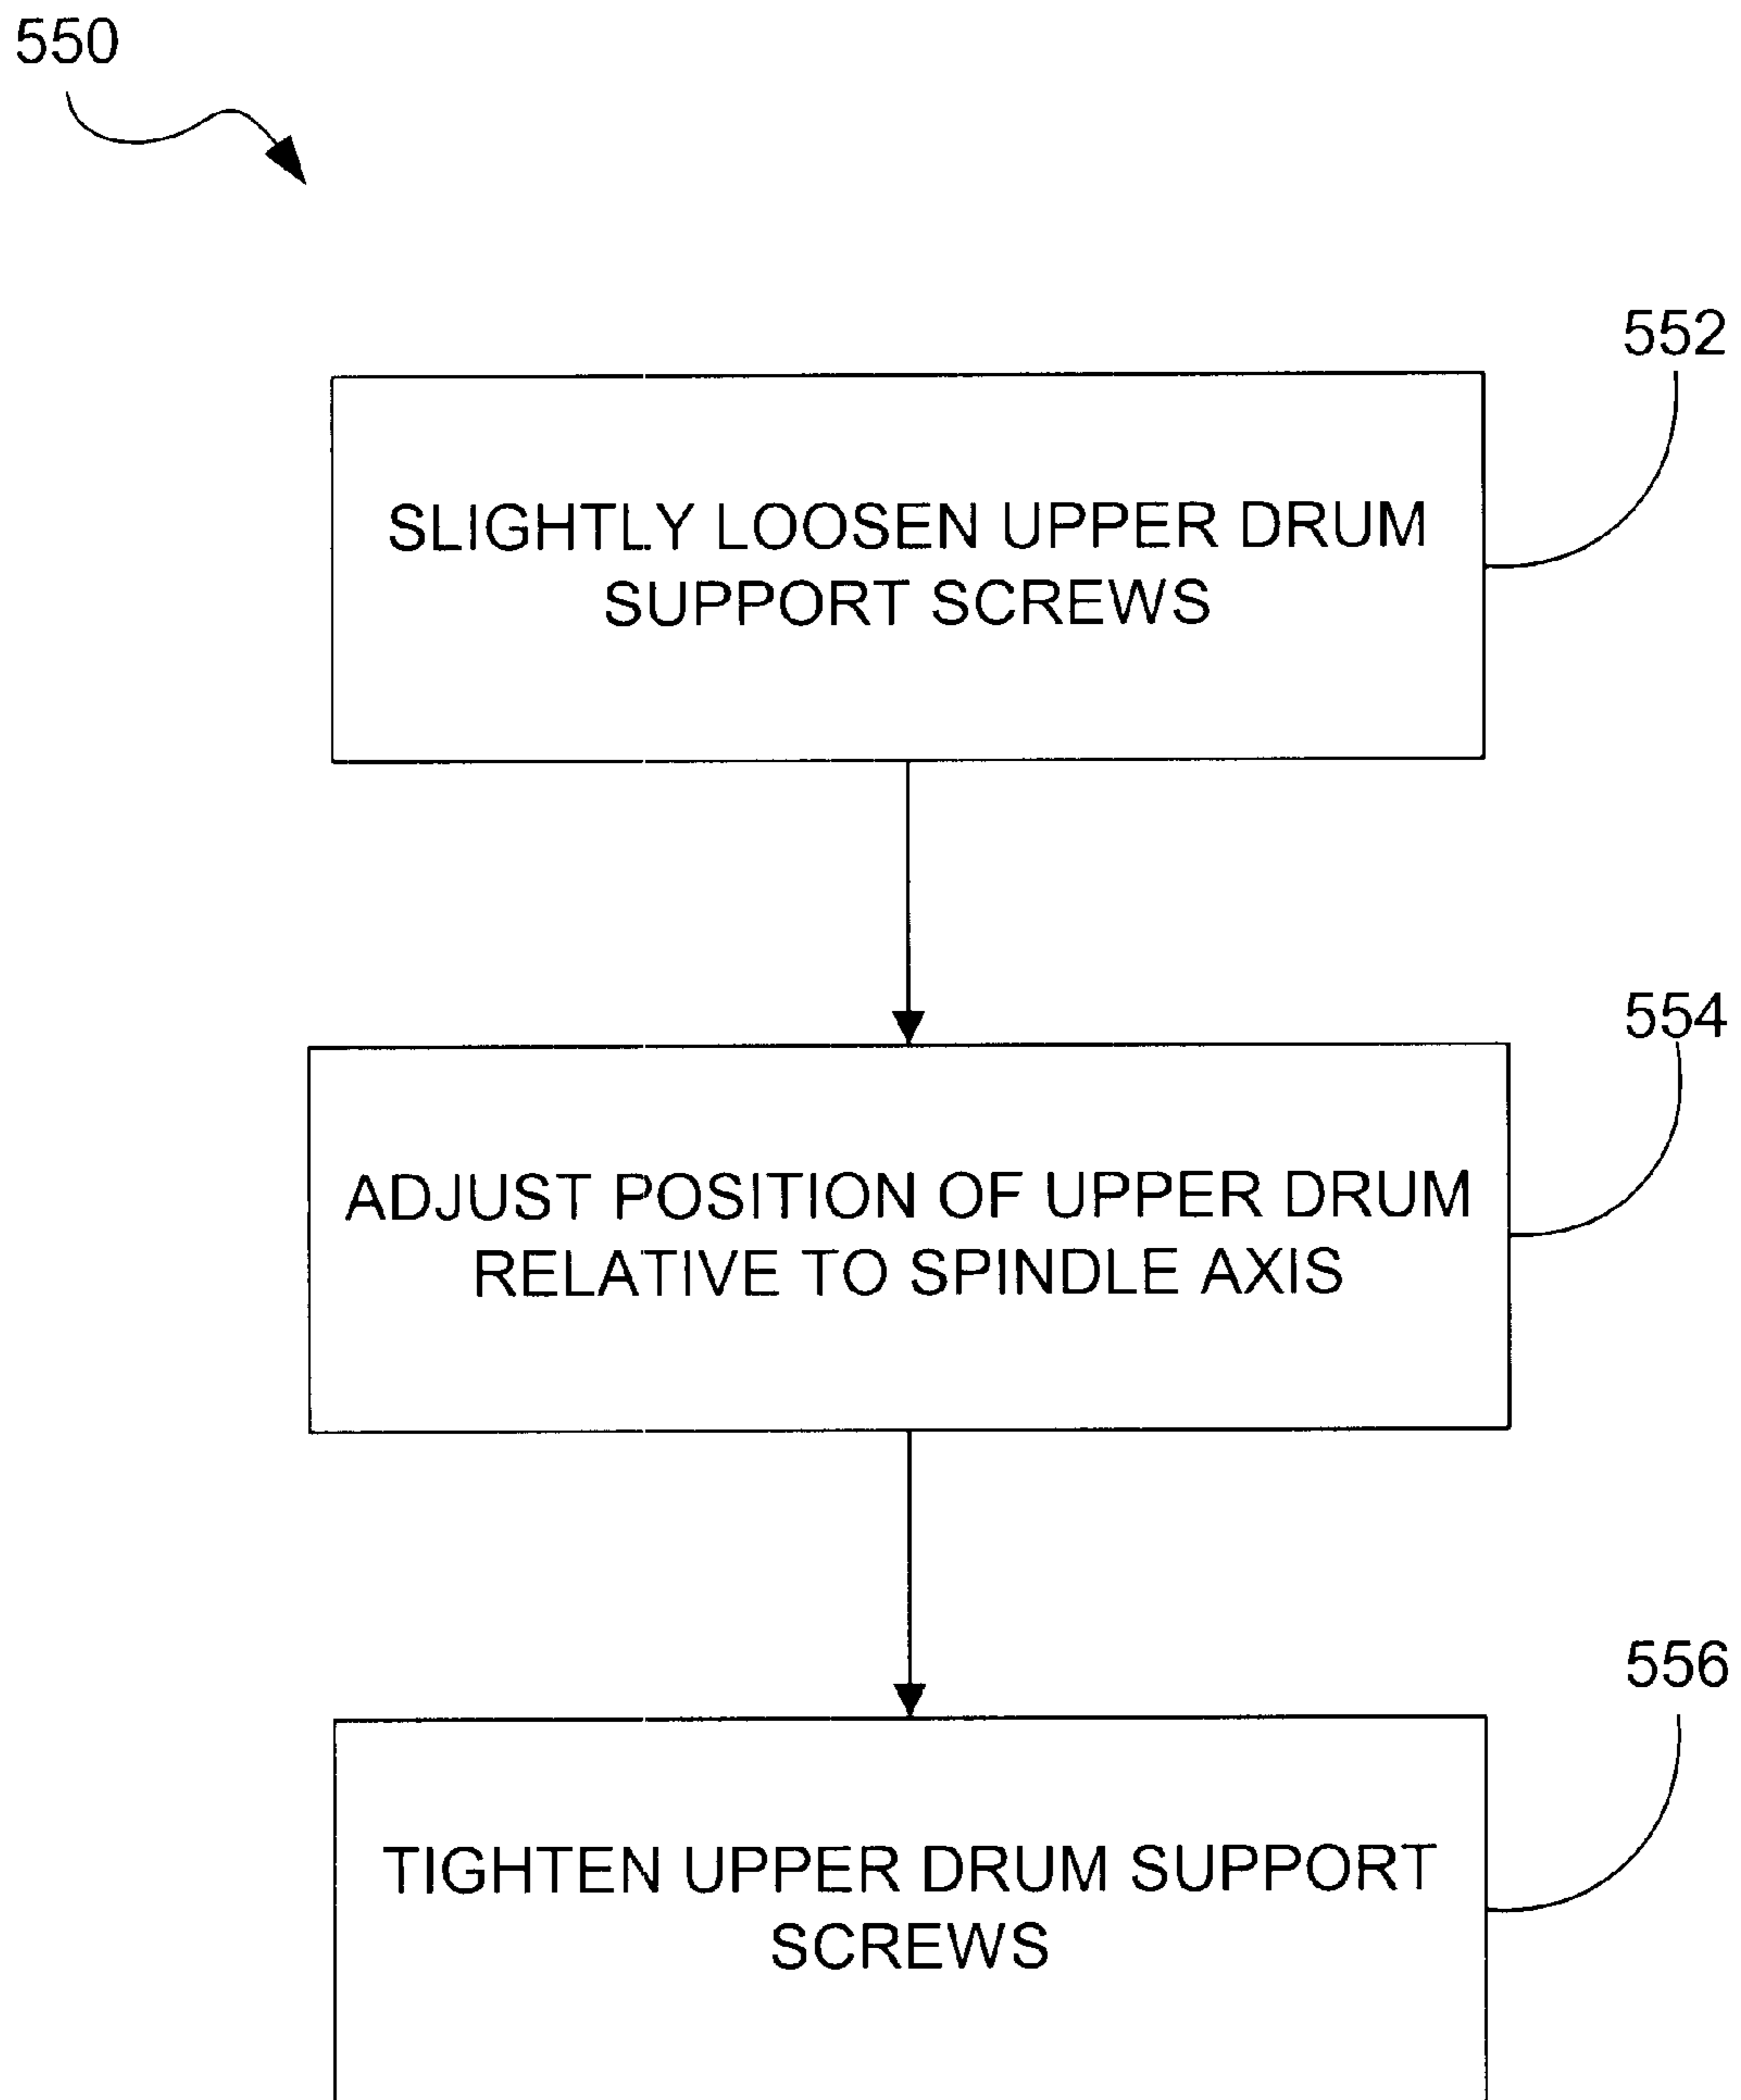 550
552
SLIGHTLY LOOSEN UPPER DRUM
SUPPORT SCREWS
554
ADJUST POSITION OF UPPER DRUM
RELATIVE TO SPINDLE AXIS
556
TIGHTEN UPPER DRUM SUPPORT
SCREWS